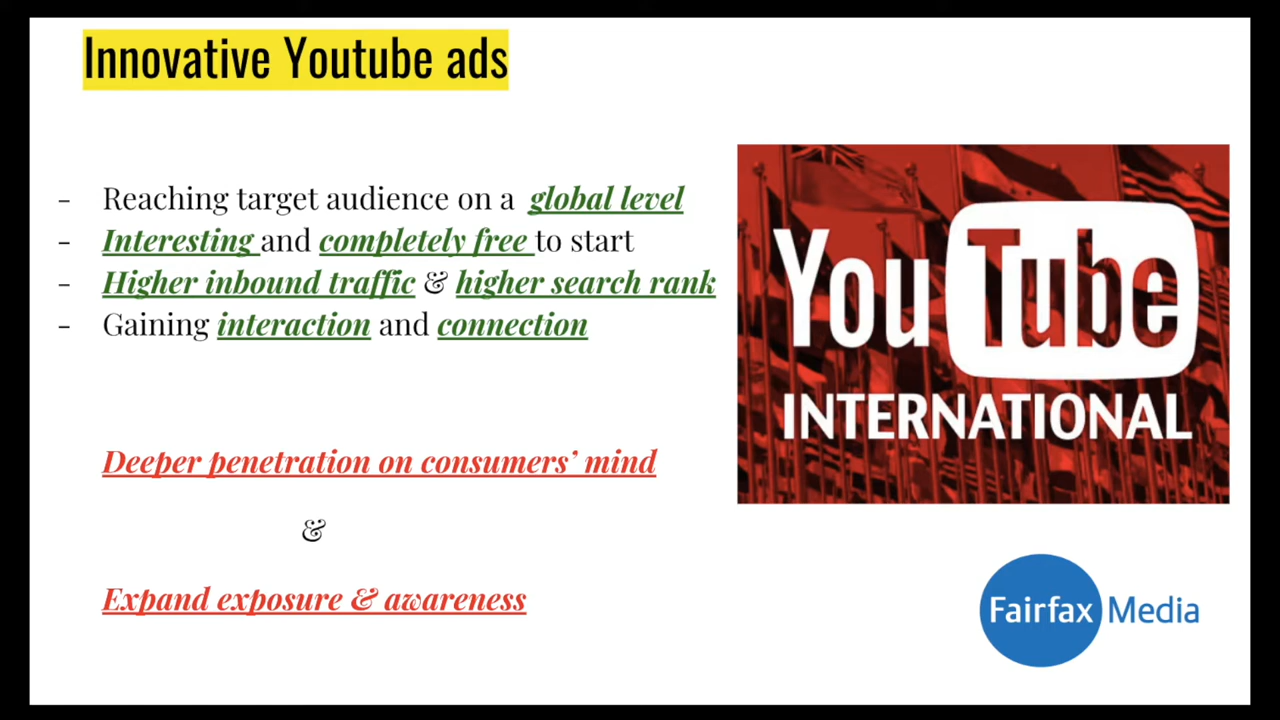 Innovative Youtube ads
- Reaching target audience on a global level
- Interesting and completely free to start
- Higher inbound traffic & higher search rank
- Gaining interaction and connection
Deeper penetration on consumers’ mind
&
Expand exposure & awareness
YouTube
INTERNATIONAL
Fairfax Media